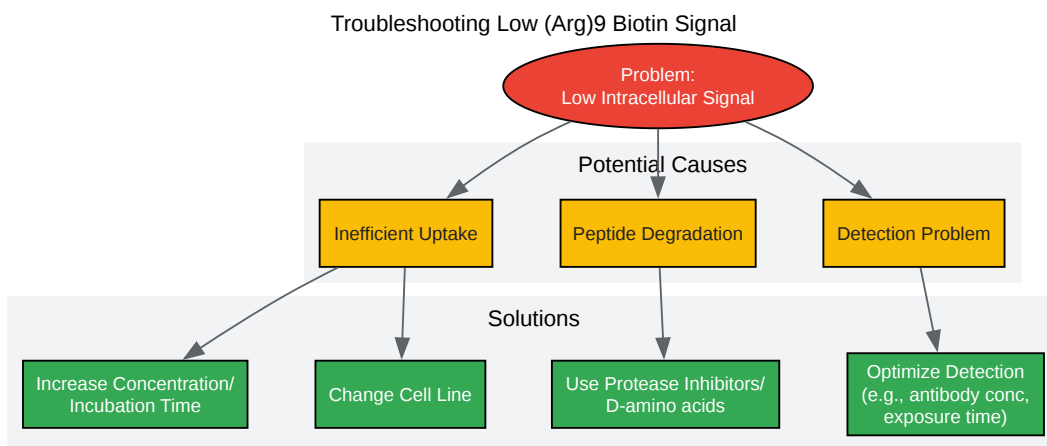 Troubleshooting Low (Arg)9 Biotin Signal
Problem:
Low Intracellular Signal
Potential Causes
Inefficient Uptake
Peptide Degradation
Detection Problem
Solutions
Increase Concentration/
Incubation Time
Change Cell Line
Use Protease Inhibitors/
D-amino acids
Optimize Detection
(e.g., antibody conc,
exposure time)